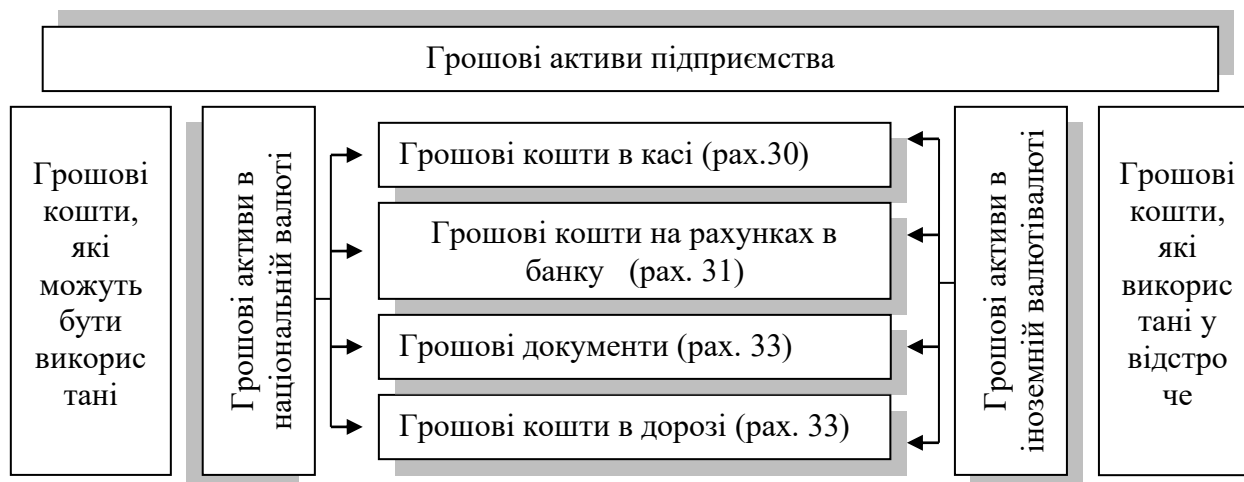 Грошові активи підприємства
Грошові
кошти,
які
можуть
бути
викорис
тані
Грошові активи в
національній валюті
Грошові кошти в касі (рах.30)
Грошові кошти на рахунках в
банку (рах. 31)
Грошові документи (рах. 33)
Грошові кошти в дорозі (рах. 33)
Грошові активи в
іноземній валютівалюті
Грошові
кошти,
які
викорис
тані у
відстро
че